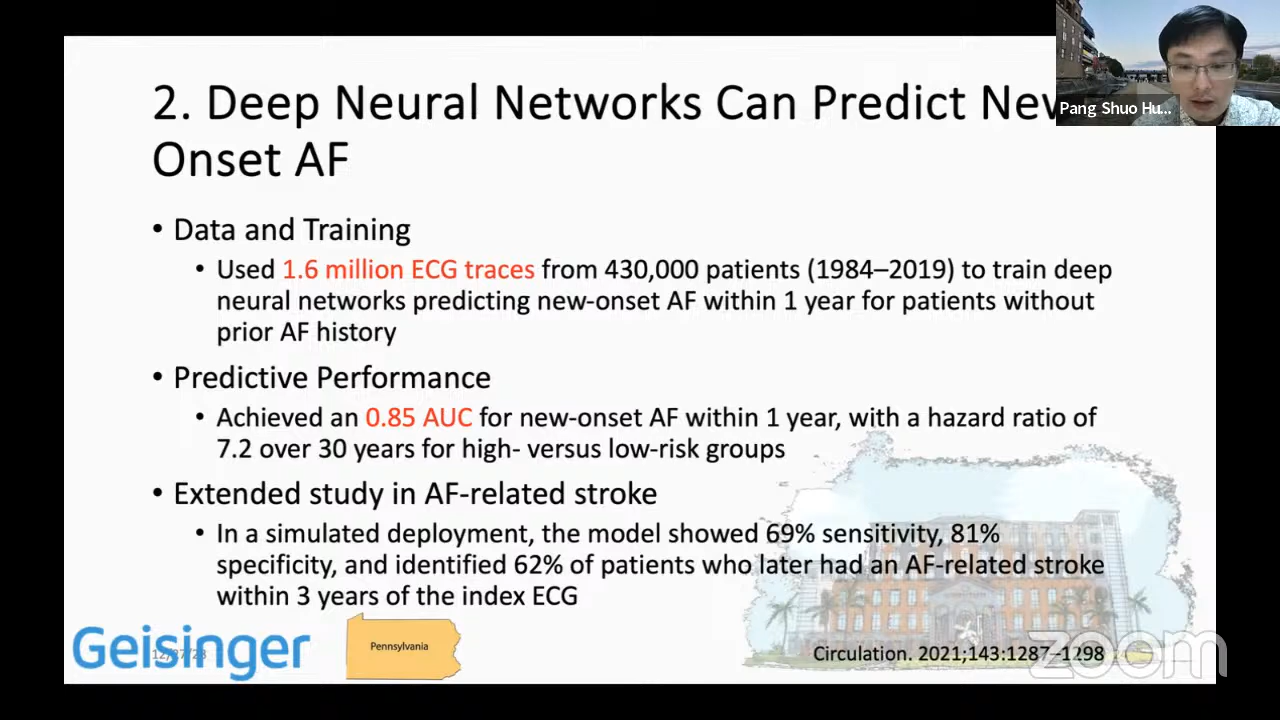 2. Deep Neural Networks Can Predict New
Onset AF
Pang Shuo Hu...
• Data and Training
• Used 1.6 million ECG traces from 430,000 patients (1984–2019) to train deep
neural networks predicting new-onset AF within 1 year for patients without
prior AF history
• Predictive Performance
• Achieved an 0.85 AUC for new-onset AF within 1 year, with a hazard ratio of
7.2 over 30 years for high- versus low-risk groups
• Extended study in AF-related stroke
• In a simulated deployment, the model showed 69% sensitivity, 81%
specificity, and identified 62% of patients who later had an AF-related stroke
within 3 years of the index ECG
Geisinger
Pennsylvania
Circulation. 2021;143:1287–1298
zoom